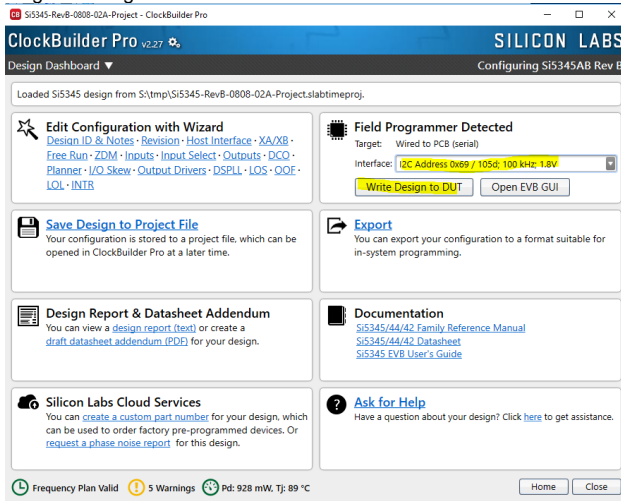 Si5345-RevB-0808-02A-Project - ClockBuilder Pro
ClockBuilder Pro v2.27
SILICON LABS
Design Dashboard ▼
Configuring Si5345AB Rev B
Loaded Si5345 design from S:\tmp\Si5345-RevB-0808-02A-Project.slabtimeproj.
Edit Configuration with Wizard
Design ID & Notes · Revision · Host Interface · XA/XB ·
Free Run · ZDM · Inputs · Input Select · Outputs · DCO ·
Planner · I/O Skew · Output Drivers · DSPLL · LOS · OOF ·
LOL · INTR
Field Programmer Detected
Target: Wired to PCB (serial)
Interface: I2C Address 0x69 / 105d; 100 kHz; 1.8V
Write Design to DUT
Open EVB GUI
Save Design to Project File
Your configuration is stored to a project file, which can be
opened in ClockBuilder Pro at a later time.
Export
You can export your configuration to a format suitable for
in-system programming.
Design Report & Datasheet Addendum
You can view a design report (text) or create a
draft datasheet addendum (PDF) for your design.
Documentation
Si5345/44/42 Family Reference Manual
Si5345/44/42 Datasheet
Si5345 EVB User's Guide
Silicon Labs Cloud Services
You can create a custom part number for your design, which
can be used to order factory pre-programmed devices. Or
request a phase noise report for this design.
Ask for Help
Have a question about your design? Click here to get assistance.
Frequency Plan Valid
5 Warnings
Pd: 928 mW, Tj: 89 °C
Home
Close